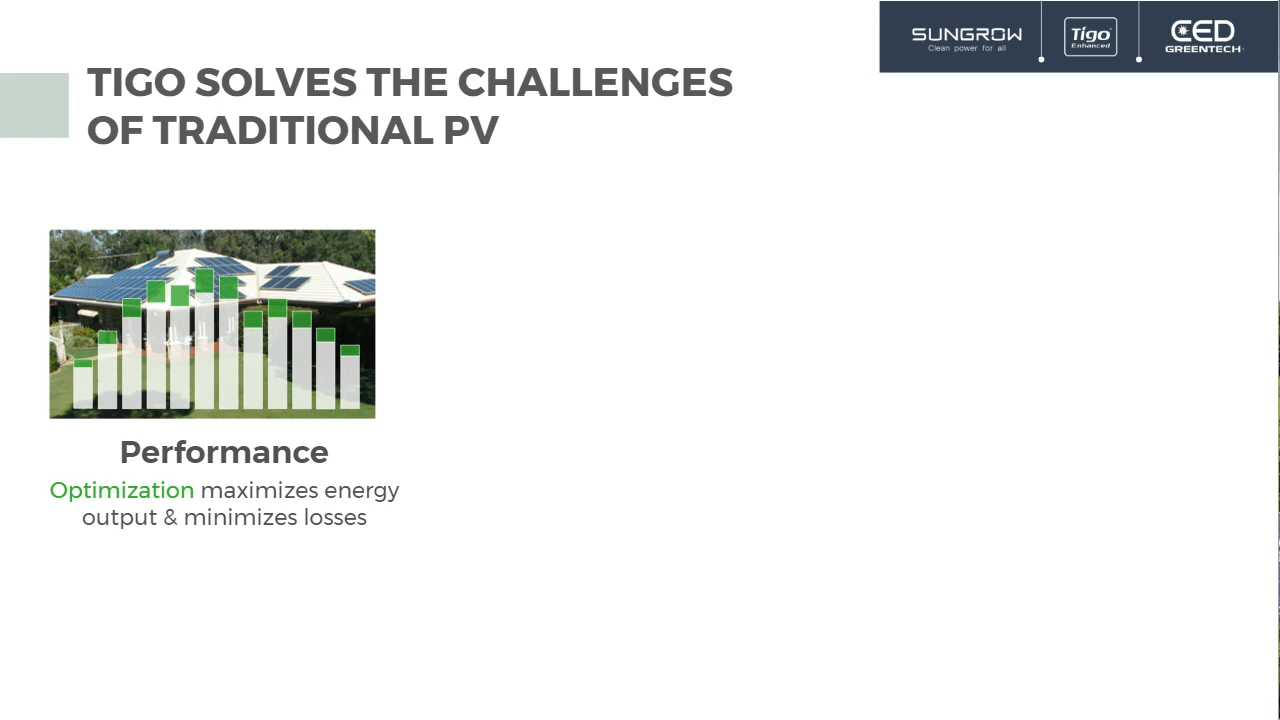 SUNGROW
Clean power for all
Tigo
Enhanced
CED
GREENTECH
TIGO SOLVES THE CHALLENGES
OF TRADITIONAL PV
Performance
Optimization maximizes energy
output & minimizes losses